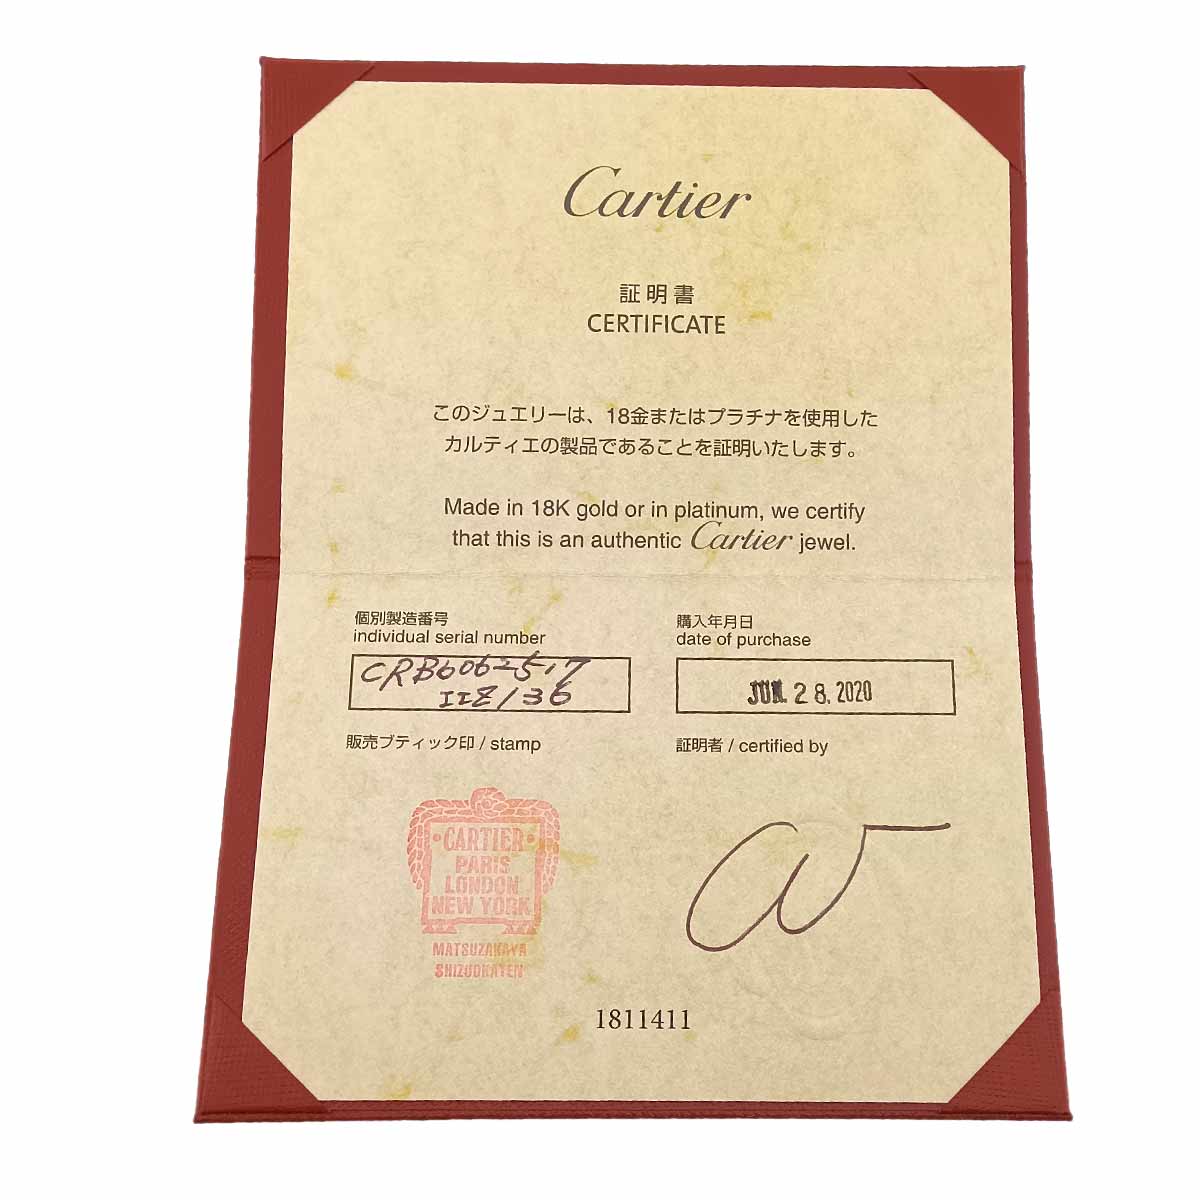 Cartier
証明書
CERTIFICATE
このジュエリーは、18金またはプラチナを使用した
カルティエの製品であることを証明いたします。
Made in 18K gold or in platinum, we certify
that this is an authentic Cartier jewel.
個別製造番号
individual serial number
CRB6062517
IIZ136
購入年月日
date of purchase
JUN. 28. 2020
販売ブティック印 / stamp
CARTIER
PARIS
LONDON
NEW YORK
MATSUZAKAYA
SHIZUOKATEN
証明者 / certified by
1811411